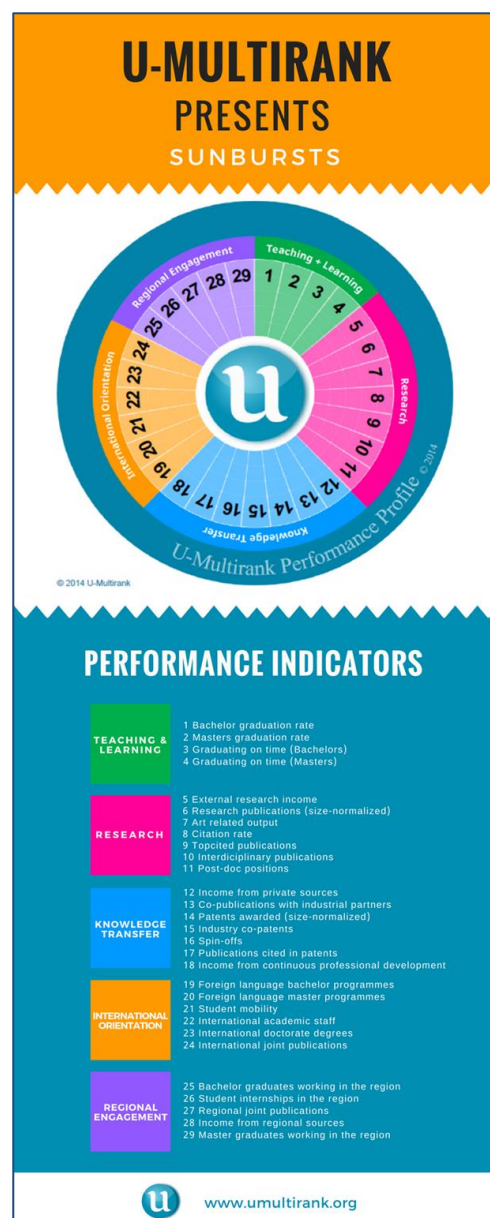 U-MULTIRANK
PRESENTS
SUNBURSTS
Teaching + Learning
1 2 3 4
Research
5 6 7 8 9 10 11
Knowledge Transfer
12 13 14 15 16 17 18
International Orientation
19 20 21 22 23 24
Regional Engagement
25 26 27 28 29
u
U-Multirank Performance Profile © 2014
© 2014 U-Multirank
PERFORMANCE INDICATORS
TEACHING &
LEARNING
1 Bachelor graduation rate
2 Masters graduation rate
3 Graduating on time (Bachelors)
4 Graduating on time (Masters)
RESEARCH
5 External research income
6 Research publications (size-normalized)
7 Art related output
8 Citation rate
9 Topcited publications
10 Interdiciplinary publications
11 Post-doc positions
KNOWLEDGE
TRANSFER
12 Income from private sources
13 Co-publications with industrial partners
14 Patents awarded (size-normalized)
15 Industry co-patents
16 Spin-offs
17 Publications cited in patents
18 Income from continuous professional development
INTERNATIONAL
ORIENTATION
19 Foreign language bachelor programmes
20 Foreign language master programmes
21 Student mobility
22 International academic staff
23 International doctorate degrees
24 International joint publications
REGIONAL
ENGAGEMENT
25 Bachelor graduates working in the region
26 Student internships in the region
27 Regional joint publications
28 Income from regional sources
29 Master graduates working in the region
u
www.umultirank.org